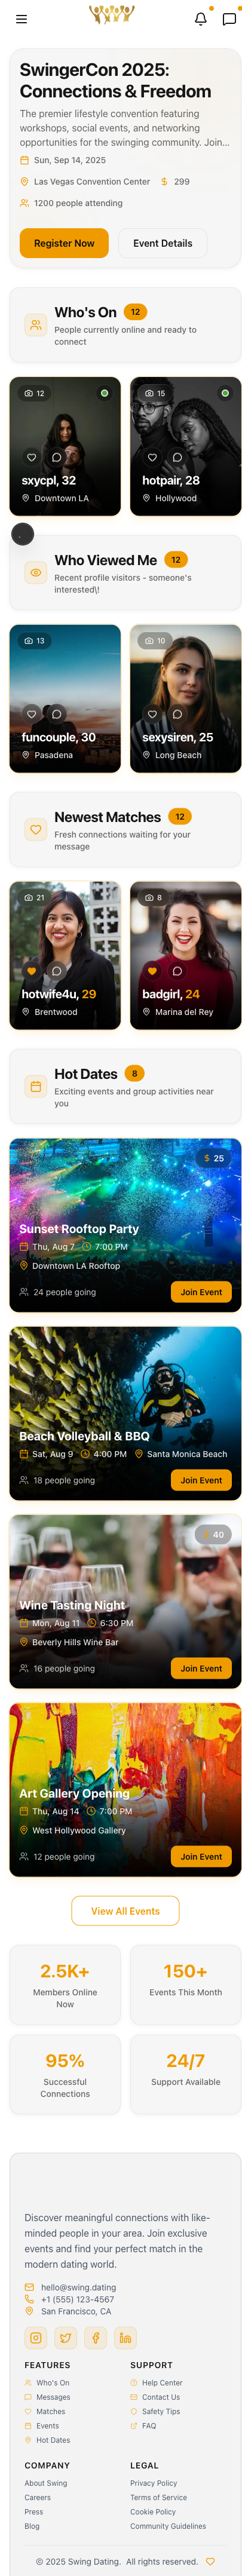 SwingerCon 2025:
Connections & Freedom
The premier lifestyle convention featuring
workshops, social events, and networking
opportunities for the swinging community. Join...
Sun, Sep 14, 2025
Las Vegas Convention Center 299
1200 people attending
Register Now Event Details
Who's On 12
People currently online and ready to
connect
12
sxycpl, 32
Downtown LA
15
hotpair, 28
Hollywood
Who Viewed Me 12
Recent profile visitors - someone's
interested\!
13
funcouple, 30
Pasadena
10
sexysiren, 25
Long Beach
Newest Matches 12
Fresh connections waiting for your
message
21
hotwife4u, 29
Brentwood
8
badgirl, 24
Marina del Rey
Hot Dates 8
Exciting events and group activities near
you
25
Sunset Rooftop Party
Thu, Aug 7 7:00 PM
Downtown LA Rooftop
24 people going Join Event
Beach Volleyball & BBQ
Sat, Aug 9 4:00 PM Santa Monica Beach
18 people going Join Event
40
Wine Tasting Night
Mon, Aug 11 6:30 PM
Beverly Hills Wine Bar
16 people going Join Event
Art Gallery Opening
Thu, Aug 14 7:00 PM
West Hollywood Gallery
12 people going Join Event
View All Events
2.5K+
Members Online
Now
150+
Events This Month
95%
Successful
Connections
24/7
Support Available
Discover meaningful connections with like-
minded people in your area. Join exclusive
events and find your perfect match in the
modern dating world.
hello@swing.dating
+1 (555) 123-4567
San Francisco, CA
FEATURES
Who's On
Messages
Matches
Events
Hot Dates
SUPPORT
Help Center
Contact Us
Safety Tips
FAQ
COMPANY
About Swing
Careers
Press
Blog
LEGAL
Privacy Policy
Terms of Service
Cookie Policy
Community Guidelines
© 2025 Swing Dating. All rights reserved.